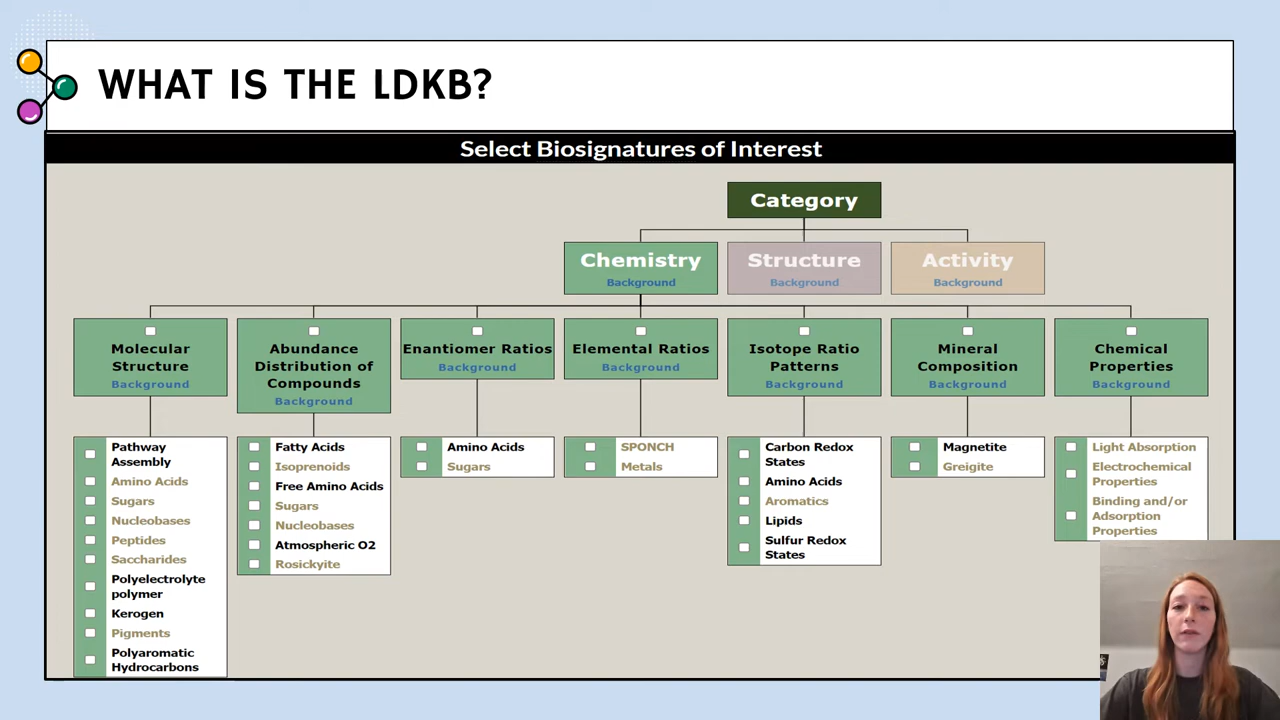 WHAT IS THE LDKB?
Select Biosignatures of Interest
Category
Chemistry
Background
Structure
Background
Activity
Background
Molecular
Structure
Background
Abundance
Distribution of
Compounds
Background
Enantiomer Ratios
Background
Elemental Ratios
Background
Isotope Ratio
Patterns
Background
Mineral
Composition
Background
Chemical
Properties
Background
Pathway
Assembly
Amino Acids
Sugars
Nucleobases
Peptides
Saccharides
Polyelectrolyte
polymer
Kerogen
Pigments
Polyaromatic
Hydrocarbons
Fatty Acids
Isoprenoids
Free Amino Acids
Sugars
Nucleobases
Atmospheric O2
Rosickyite
Amino Acids
Sugars
SPONCH
Metals
Carbon Redox
States
Amino Acids
Aromatics
Lipids
Sulfur Redox
States
Magnetite
Greigite
Light Absorption
Electrochemical
Properties
Binding and/or
Adsorption
Properties